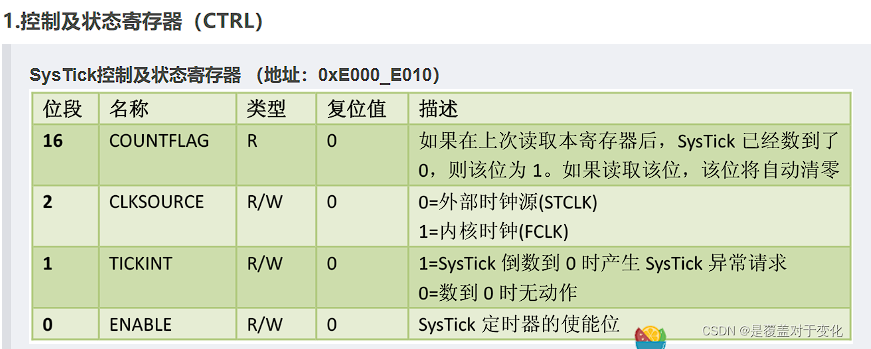 1.控制及状态寄存器（CTRL）
SysTick控制及状态寄存器 （地址：0xE000_E010）
位段 名称 类型 复位值 描述
16 COUNTFLAG R 0 如果在上次读取本寄存器后，SysTick 已经数到了
0，则该位为 1。如果读取该位，该位将自动清零
2 CLKSOURCE R/W 0 0=外部时钟源(STCLK)
1=内核时钟(FCLK)
1 TICKINT R/W 0 1=SysTick 倒数到 0 时产生 SysTick 异常请求
0=数到 0 时无动作
0 ENABLE R/W 0 SysTick 定时器的使能位
CSDN @是覆盖对于变化